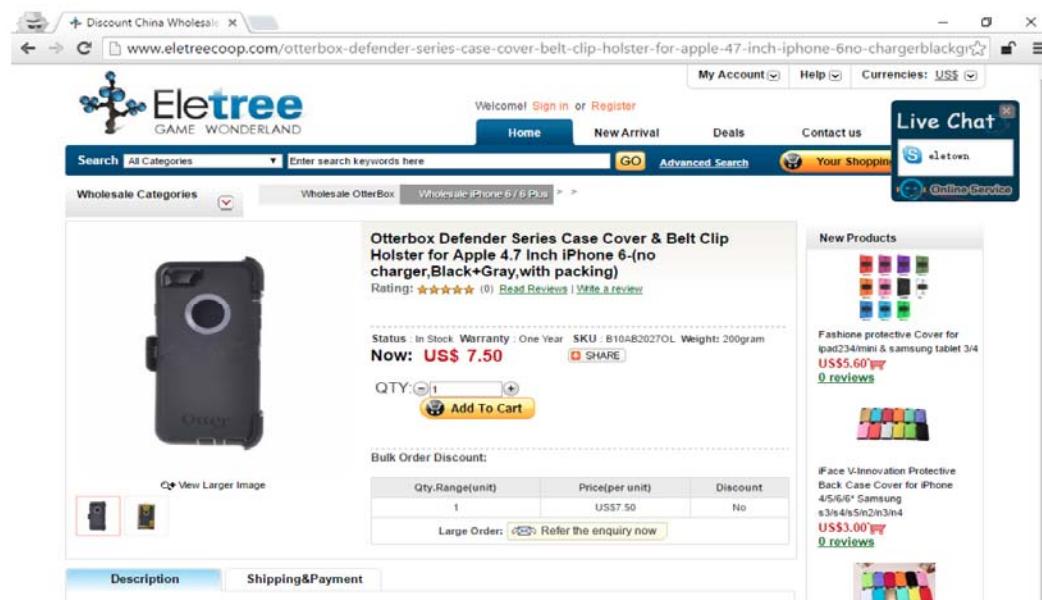 Discount China Wholesale
www.eletreecoop.com/otterbox-defender-series-case-cover-belt-clip-holster-for-apple-47-inch-iphone-6no-chargerblackgr
My Account Help Currencies: US$
Eletree
GAME WONDERLAND
Welcome! Sign in or Register
Home New Arrival Deals Contact us
Live Chat
eletown
Online Service
Search All Categories Enter search keywords here GO Advanced Search Your Shoppin
Wholesale Categories Wholesale OtterBox Wholesale iPhone 6 / 6 Plus > >
Otterbox Defender Series Case Cover & Belt Clip
Holster for Apple 4.7 Inch iPhone 6-(no
charger,Black+Gray,with packing)
Rating: (0) Read Reviews | Write a review
Status : In Stock Warranty : One Year SKU : B10AB2027OL Weight: 200gram
Now: US$ 7.50 SHARE
QTY: 1
Add To Cart
Bulk Order Discount:
Qty.Range(unit) Price(per unit) Discount
1 US$7.50 No
Large Order: Refer the enquiry now
Otter
View Larger Image
Description Shipping&Payment
New Products
Fashione protective Cover for
ipad234/mini & samsung tablet 3/4
US$5.60
0 reviews
iFace V-Innovation Protective
Back Case Cover for iPhone
4/5/6/6* Samsung
s3/s4/s5/n2/n3/n4
US$3.00
0 reviews